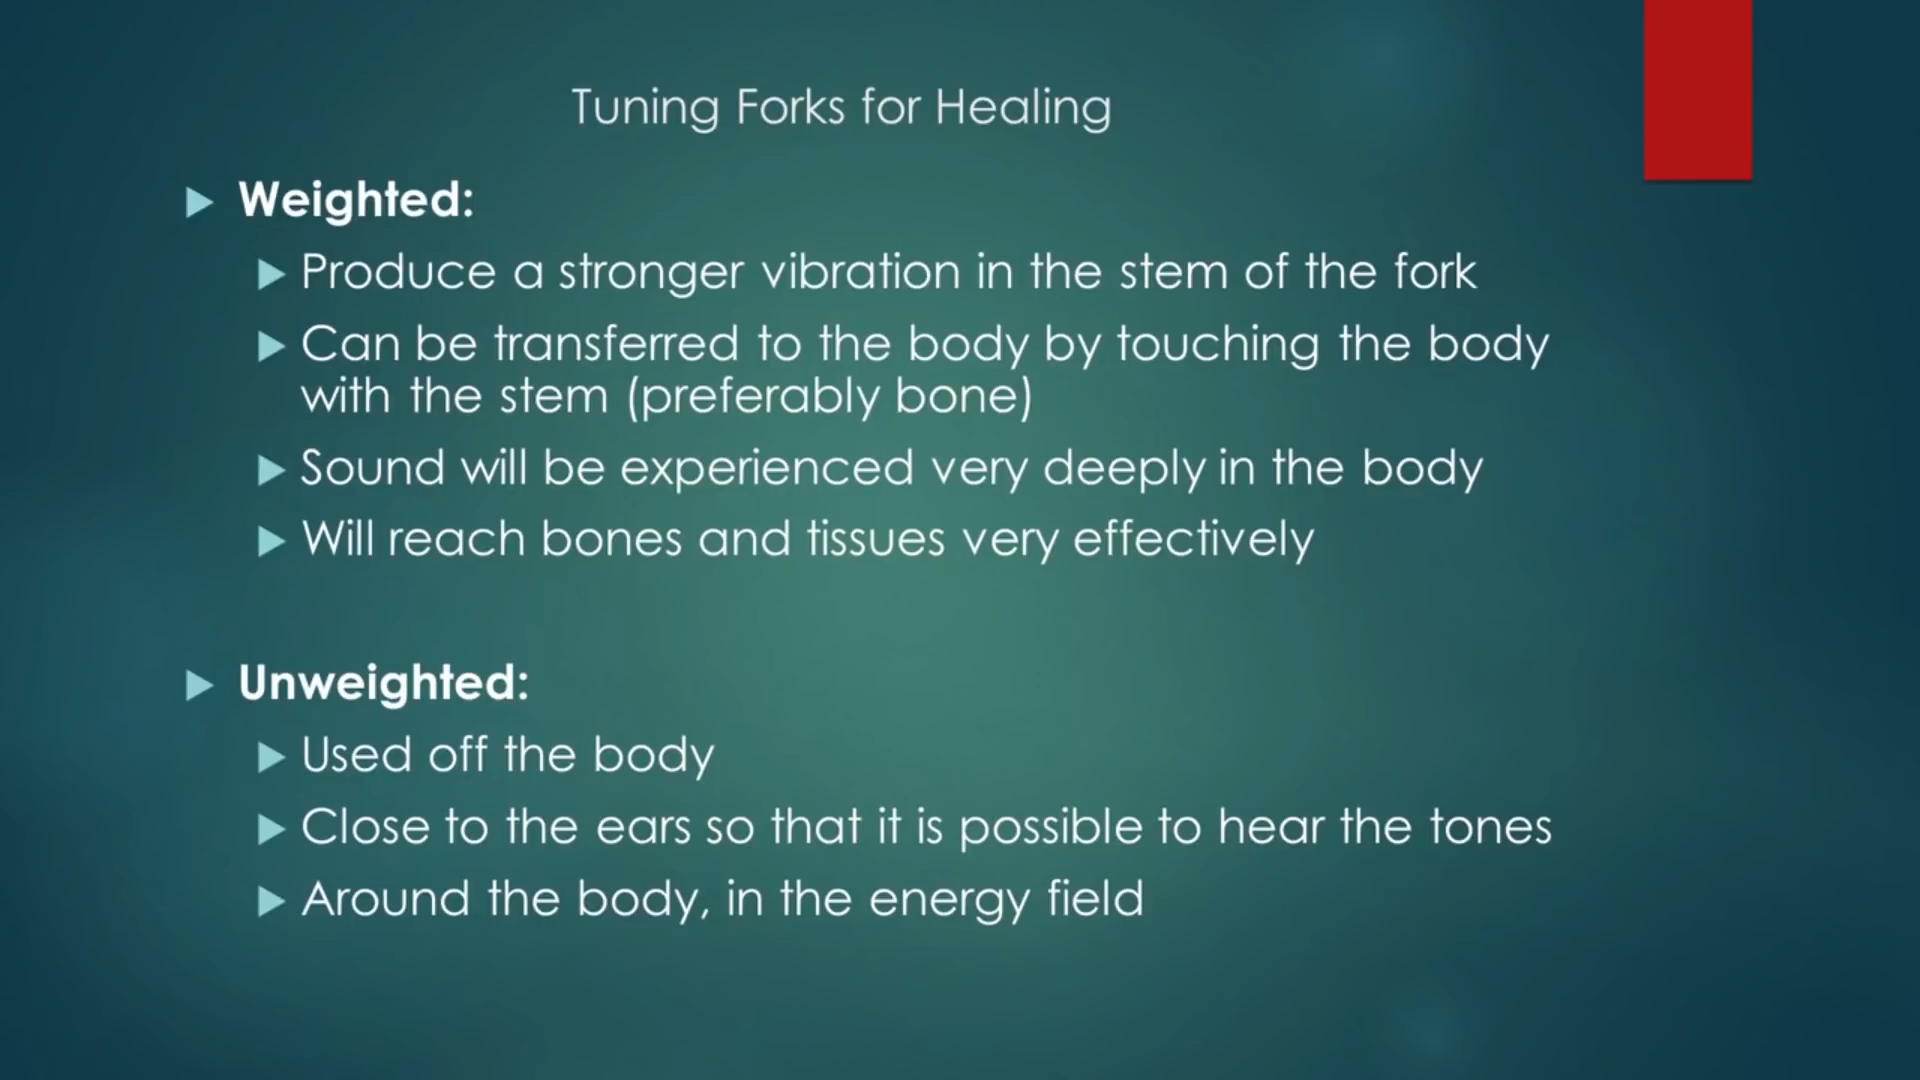 Tuning Forks for Healing
Weighted:
Produce a stronger vibration in the stem of the fork
Can be transferred to the body by touching the body
with the stem (preferably bone)
Sound will be experienced very deeply in the body
Will reach bones and tissues very effectively
Unweighted:
Used off the body
Close to the ears so that it is possible to hear the tones
Around the body, in the energy field